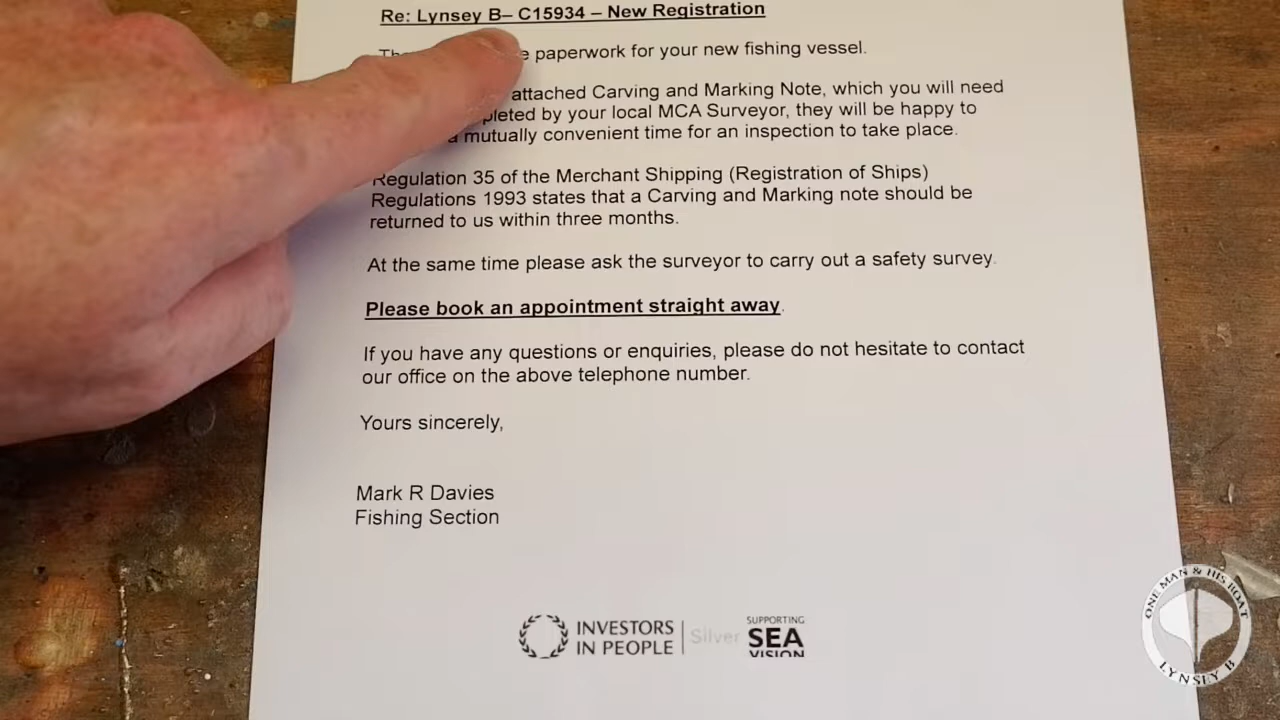 Re: Lynsey B– C15934 – New Registration
paperwork for your new fishing vessel.
attached Carving and Marking Note, which you will need
by your local MCA Surveyor, they will be happy to
a mutually convenient time for an inspection to take place.
Regulation 35 of the Merchant Shipping (Registration of Ships)
Regulations 1993 states that a Carving and Marking note should be
returned to us within three months.
At the same time please ask the surveyor to carry out a safety survey.
Please book an appointment straight away.
If you have any questions or enquiries, please do not hesitate to contact
our office on the above telephone number.
Yours sincerely,
Mark R Davies
Fishing Section
INVESTORS
IN PEOPLE
Silver
SUPPORTING
SEA
VISION
ONE MAN & HIS BOAT
LYNSEY B